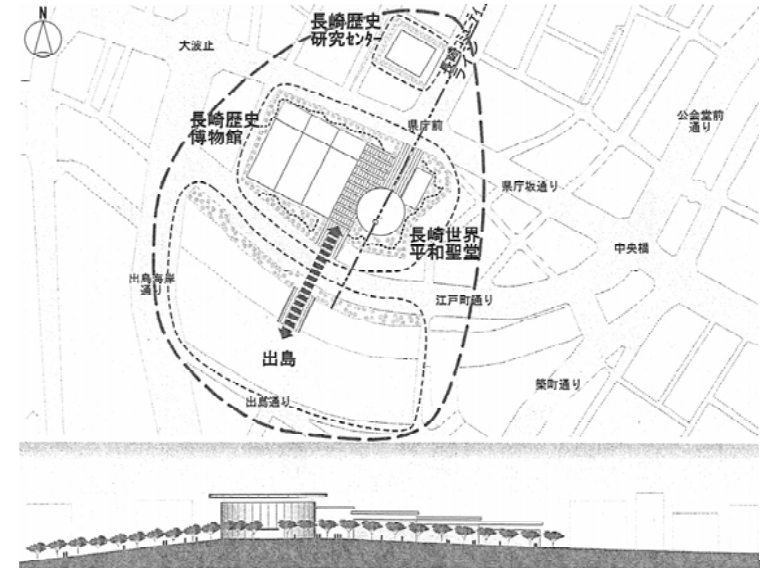 N
長崎歴史
研究センター
大波止
長崎歴史
博物館
県庁前
公会堂前
通り
県庁坂通り
長崎世界
平和聖堂
中央橋
出島海岸
通り
江戸町通り
出島
築町通り
出島通り